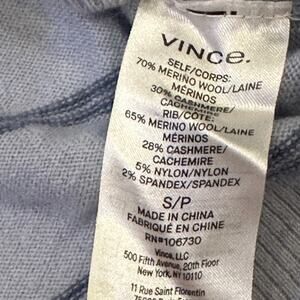 VINCE.
SELF/CORPS:
70% MERINO WOOL/LAINE
MÉRINOS
30% CASHMERE/
CACHEMIRE
RIB/CÔTE:
65% MERINO WOOL/LAINE
MÉRINOS
28% CASHMERE/
CACHEMIRE
5% NYLON/NYLON
2% SPANDEX/SPANDEX
S/P
MADE IN CHINA
FABRIQUÉ EN CHINE
RN#106730
Vince, LLC
500 Fifth Avenue, 20th Floor
New York, NY 10110
11 Rue Saint Florentin